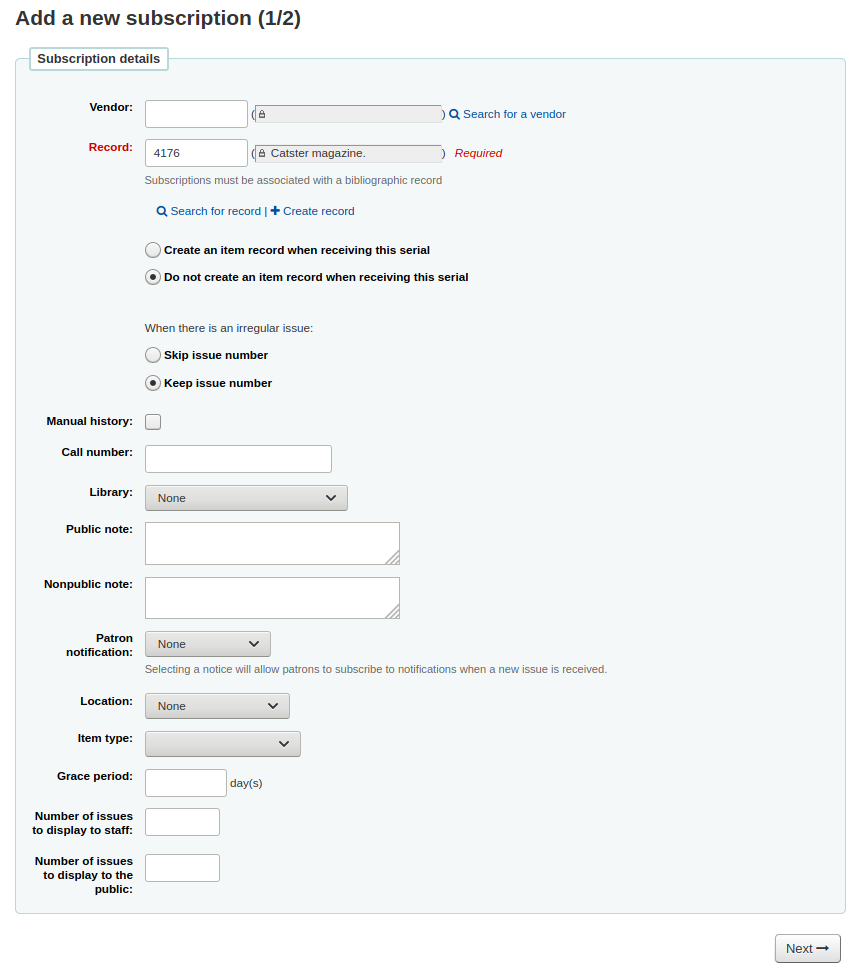 Add a new subscription (1/2)
Subscription details
Vendor: ( ) Search for a vendor
Record: 4176 ( Catster magazine. ) Required
Subscriptions must be associated with a bibliographic record
Search for record | Create record
Create an item record when receiving this serial
Do not create an item record when receiving this serial
When there is an irregular issue:
Skip issue number
Keep issue number
Manual history:
Call number:
Library: None
Public note:
Nonpublic note:
Patron
notification: None
Selecting a notice will allow patrons to subscribe to notifications when a new issue is received.
Location: None
Item type:
Grace period: day(s)
Number of issues
to display to staff:
Number of issues
to display to the
public:
Next